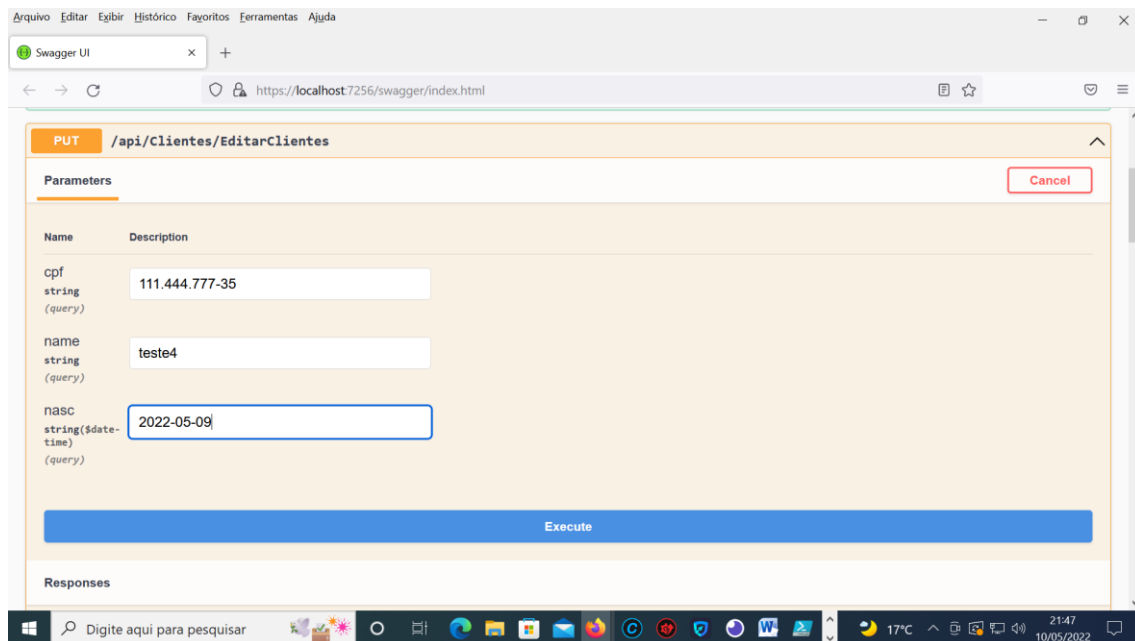 Arquivo Editar Exibir Histórico Favoritos Ferramentas Ajuda
Swagger UI
https://localhost:7256/swagger/index.html
PUT /api/Clientes/EditarClientes
Parameters
Cancel
Name Description
cpf
string
(query)
111.444.777-35
name
string
(query)
teste4
nasc
string($date-
time)
(query)
2022-05-09
Execute
Responses
Digite aqui para pesquisar
17°C
21:47
10/05/2022